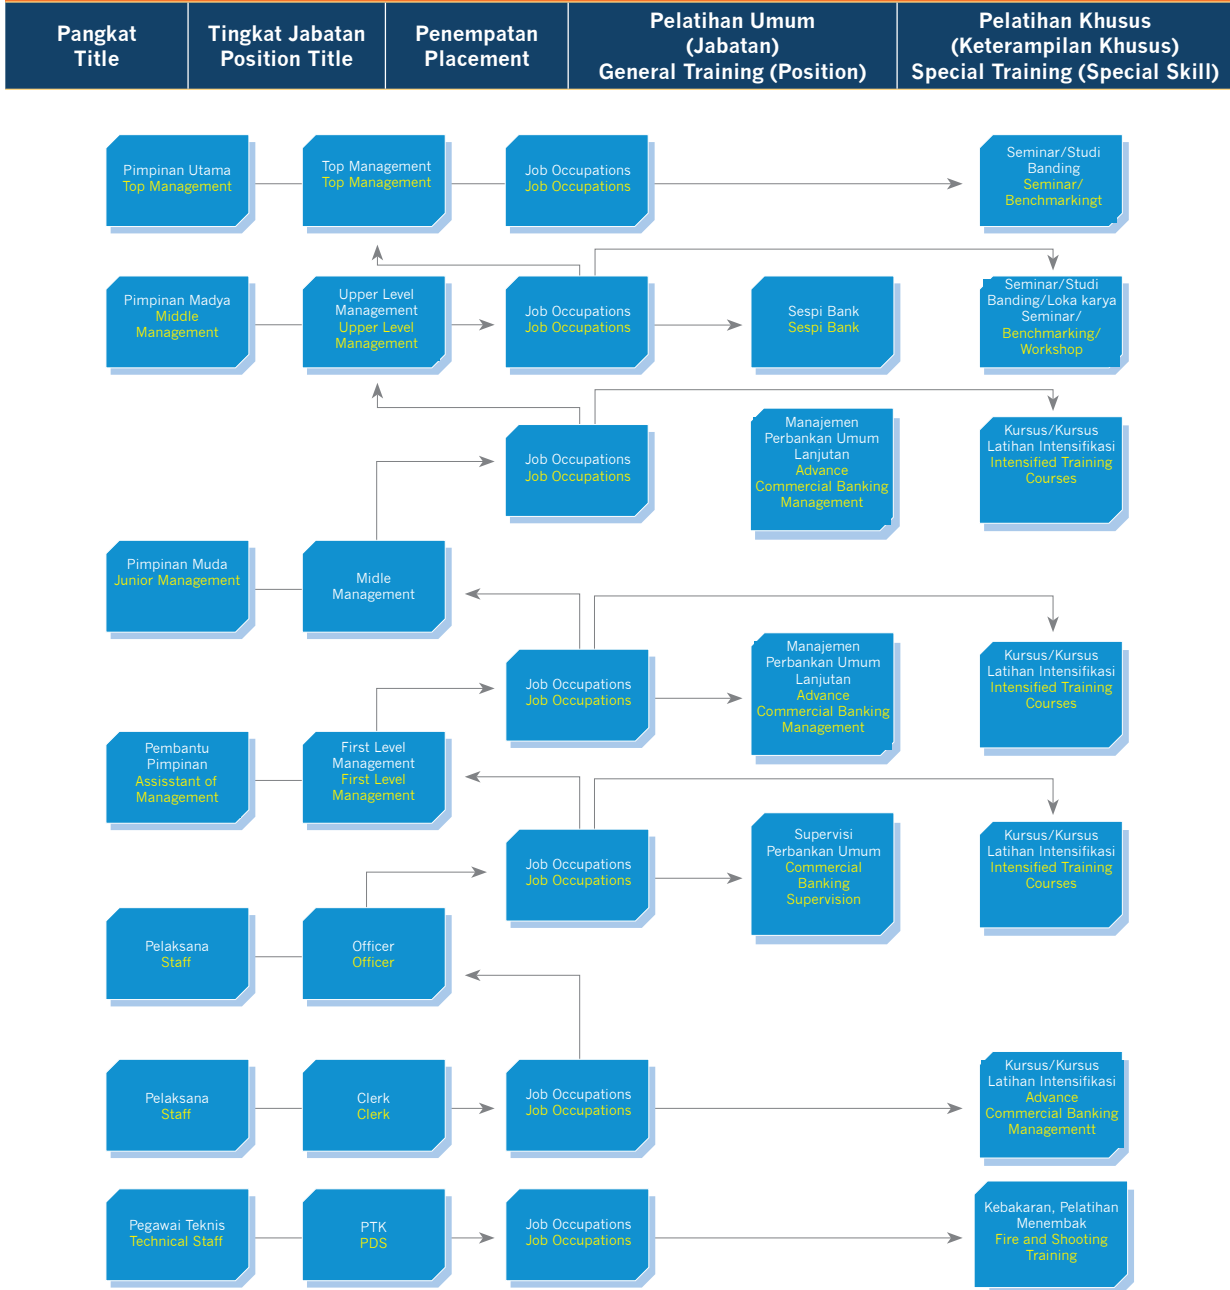 Pangkat
Title
Tingkat Jabatan
Position Title
Penempatan
Placement
Pelatihan Umum
(Jabatan)
General Training (Position)
Pelatihan Khusus
(Keterampilan Khusus)
Special Training (Special Skill)
Pimpinan Utama
Top Management
Top Management
Top Management
Job Occupations
Job Occupations
Seminar/Studi
Banding
Seminar/
Benchmarkingt
Pimpinan Madya
Middle
Management
Upper Level
Management
Upper Level
Management
Job Occupations
Job Occupations
Sespi Bank
Sespi Bank
Seminar/Studi
Banding/Loka karya
Seminar/
Benchmarking/
Workshop
Job Occupations
Job Occupations
Manajemen
Perbankan Umum
Lanjutan
Advance
Commercial Banking
Management
Kursus/Kursus
Latihan Intensifikasi
Intensified Training
Courses
Pimpinan Muda
Junior Management
Midle
Management
Job Occupations
Job Occupations
Manajemen
Perbankan Umum
Lanjutan
Advance
Commercial Banking
Management
Kursus/Kursus
Latihan Intensifikasi
Intensified Training
Courses
Pembantu
Pimpinan
Assisstant of
Management
First Level
Management
First Level
Management
Job Occupations
Job Occupations
Supervisi
Perbankan Umum
Commercial
Banking
Supervision
Kursus/Kursus
Latihan Intensifikasi
Intensified Training
Courses
Pelaksana
Staff
Officer
Officer
Pelaksana
Staff
Clerk
Clerk
Job Occupations
Job Occupations
Kursus/Kursus
Latihan Intensifikasi
Advance
Commercial Banking
Managementt
Pegawai Teknis
Technical Staff
PTK
PDS
Job Occupations
Job Occupations
Kebakaran, Pelatihan
Menembak
Fire and Shooting
Training